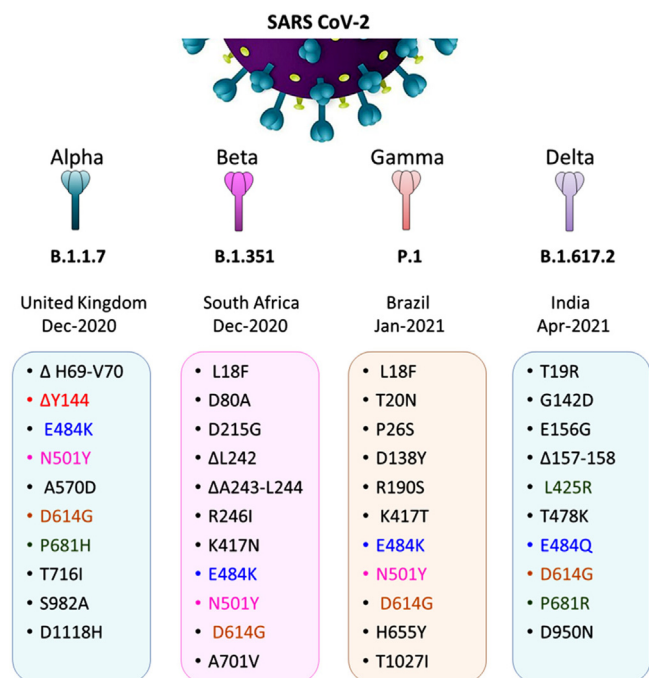 SARS CoV-2
Alpha
B.1.1.7
United Kingdom
Dec-2020
• Δ H69-V70
• ΔY144
• E484K
• N501Y
• A570D
• D614G
• P681H
• T716I
• S982A
• D1118H
Beta
B.1.351
South Africa
Dec-2020
• L18F
• D80A
• D215G
• ΔL242
• ΔA243-L244
• R246I
• K417N
• E484K
• N501Y
• D614G
• A701V
Gamma
P.1
Brazil
Jan-2021
• L18F
• T20N
• P26S
• D138Y
• R190S
• K417T
• E484K
• N501Y
• D614G
• H655Y
• T1027I
Delta
B.1.617.2
India
Apr-2021
• T19R
• G142D
• E156G
• Δ157-158
• L425R
• T478K
• E484Q
• D614G
• P681R
• D950N